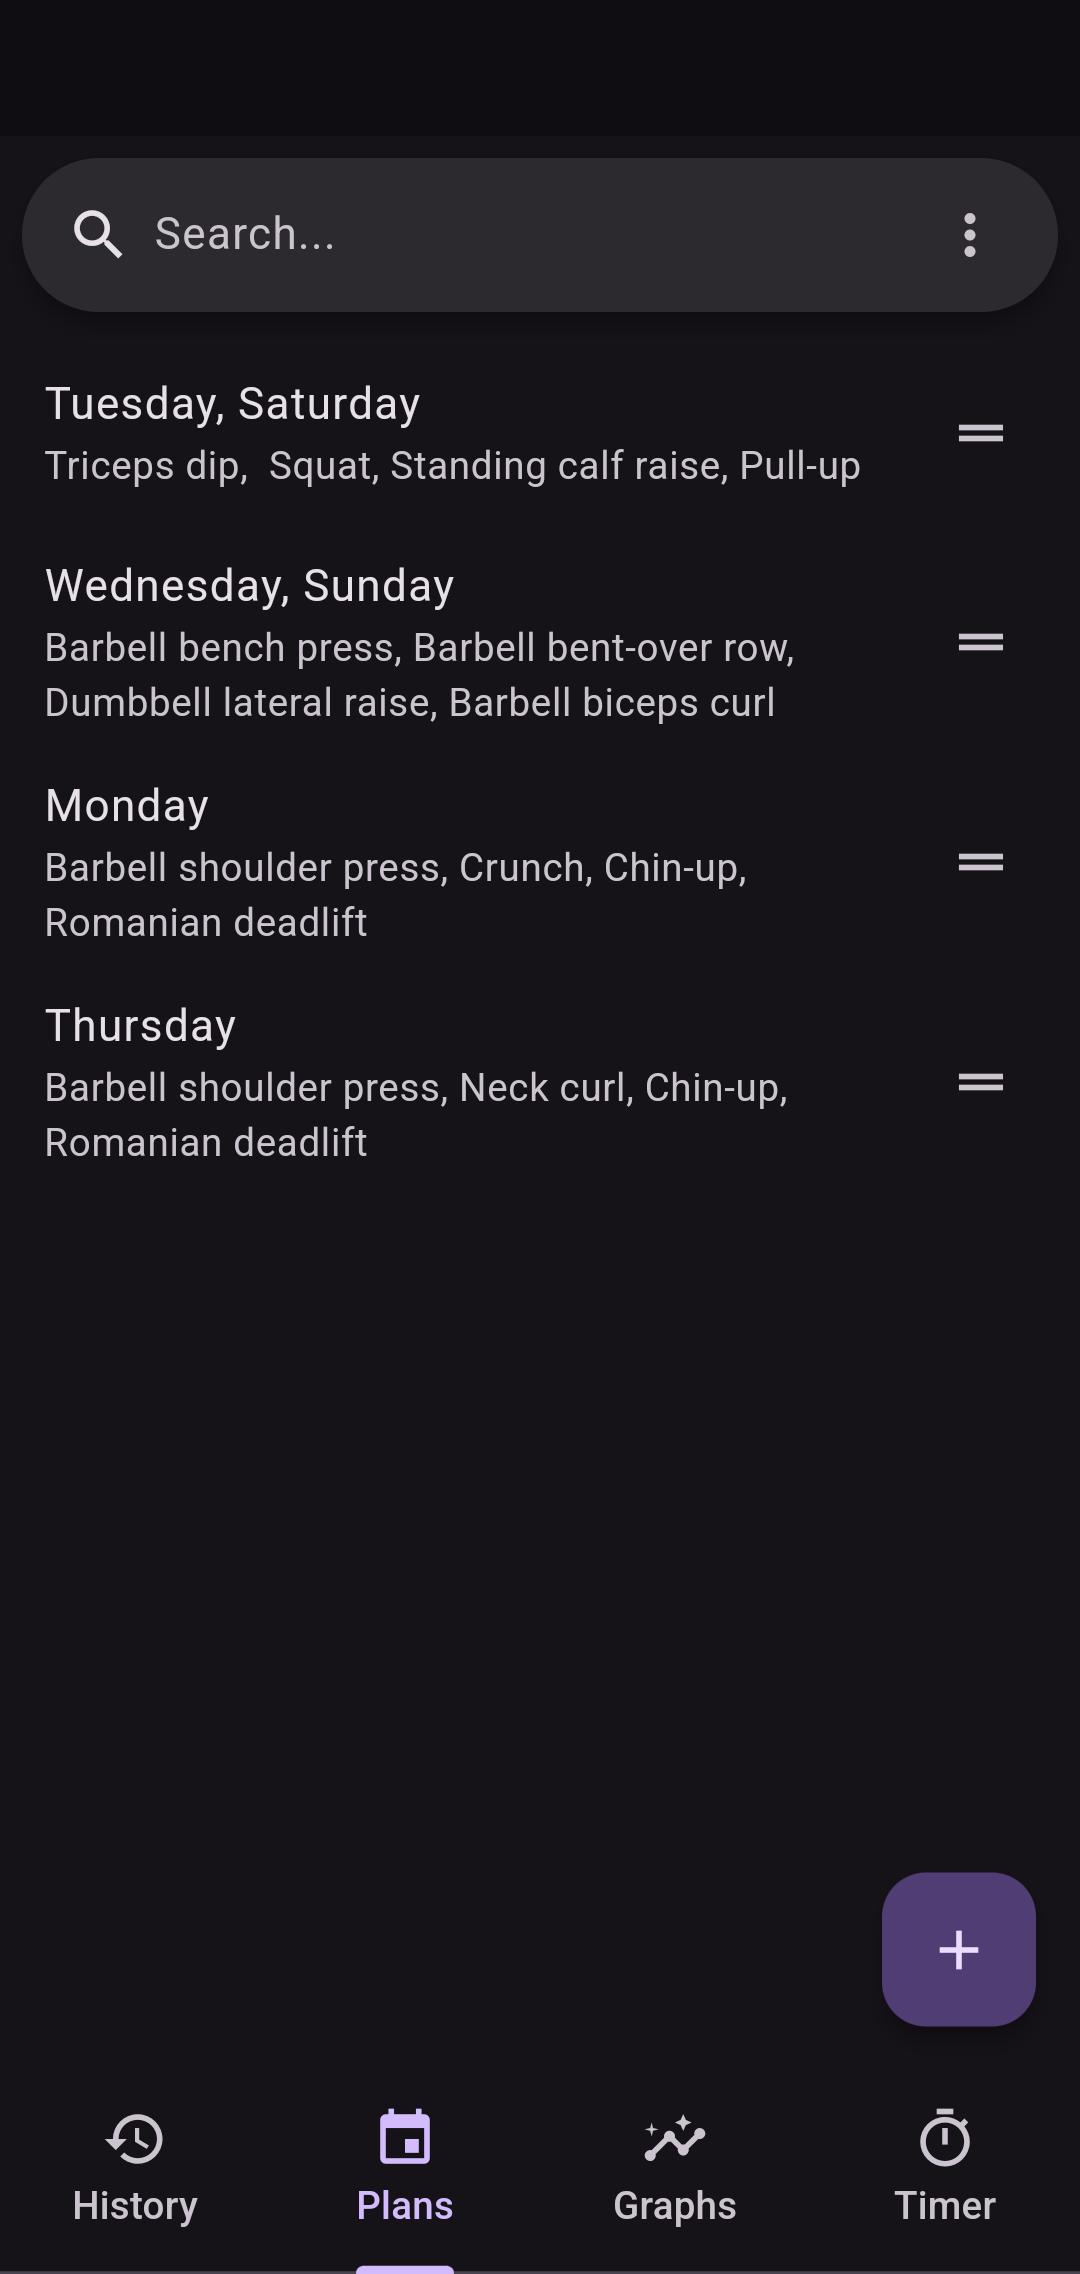 Search...
Tuesday, Saturday
Triceps dip,  Squat, Standing calf raise, Pull-up
Wednesday, Sunday
Barbell bench press, Barbell bent-over row,
Dumbbell lateral raise, Barbell biceps curl
Monday
Barbell shoulder press, Crunch, Chin-up,
Romanian deadlift
Thursday
Barbell shoulder press, Neck curl, Chin-up,
Romanian deadlift
History
Plans
Graphs
Timer